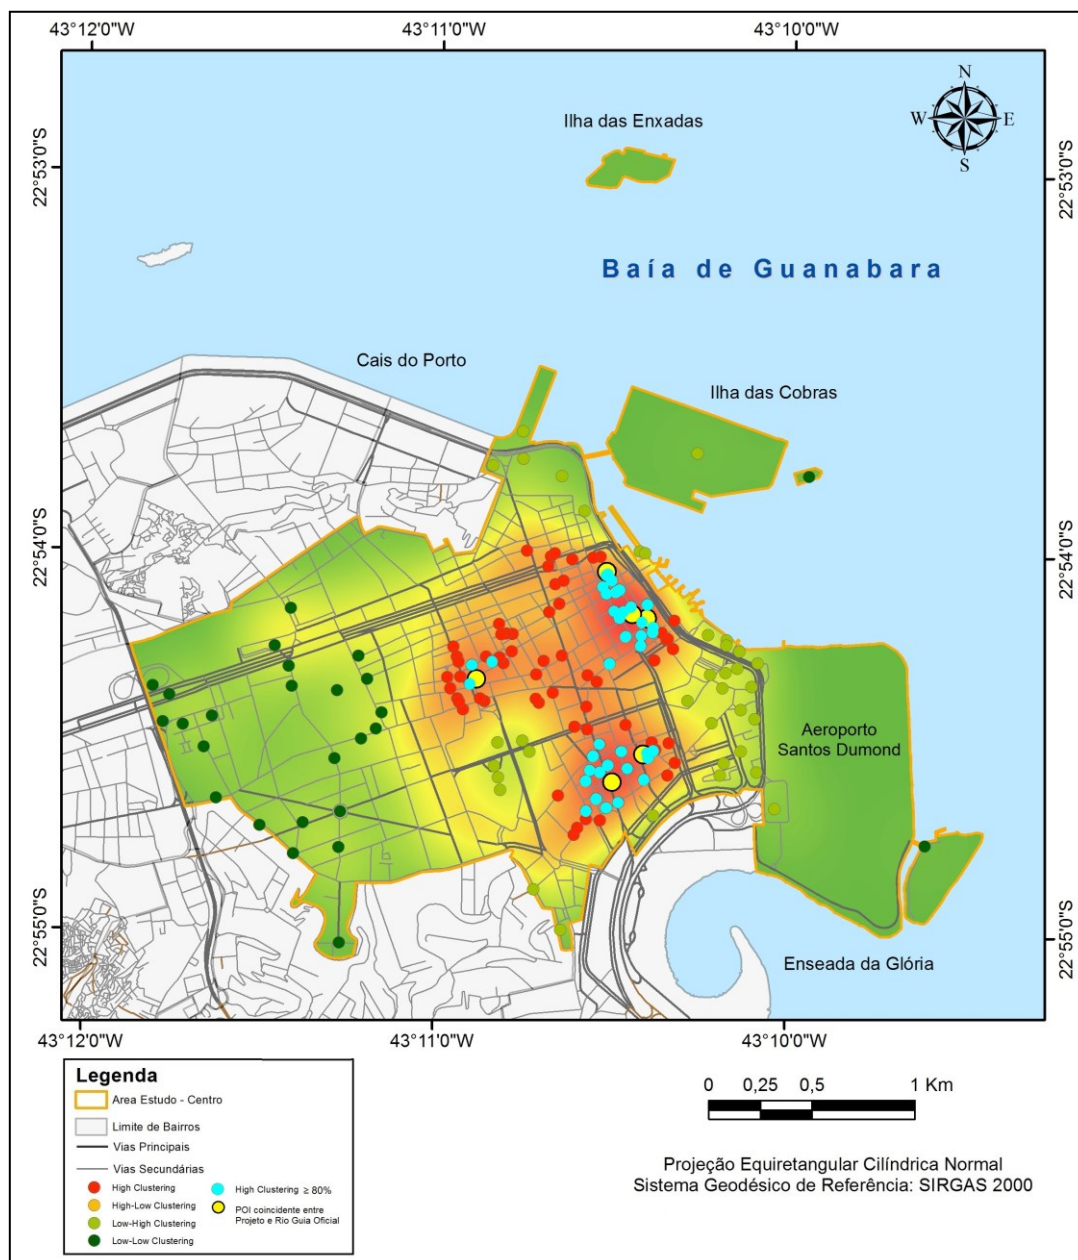 43°12'0"W
43°11'0"W
43°10'0"W
N
W
E
S
Ilha das Enxadas
22°53'0"S
22°53'0"S
Baía de Guanabara
Cais do Porto
Ilha das Cobras
22°54'0"S
22°54'0"S
Aeroporto
Santos Dumond
22°55'0"S
22°55'0"S
Enseada da Glória
43°12'0"W
43°11'0"W
43°10'0"W
Legenda
Area Estudo - Centro
Limite de Bairros
Vias Principais
Vias Secundárias
High Clustering
High-Low Clustering
Low-High Clustering
Low-Low Clustering
High Clustering ≥ 80%
POI coincidente entre
Projeto e Rio Guia Oficial
0 0,25 0,5 1 Km
Projeção Equiretangular Cilíndrica Normal
Sistema Geodésico de Referência: SIRGAS 2000